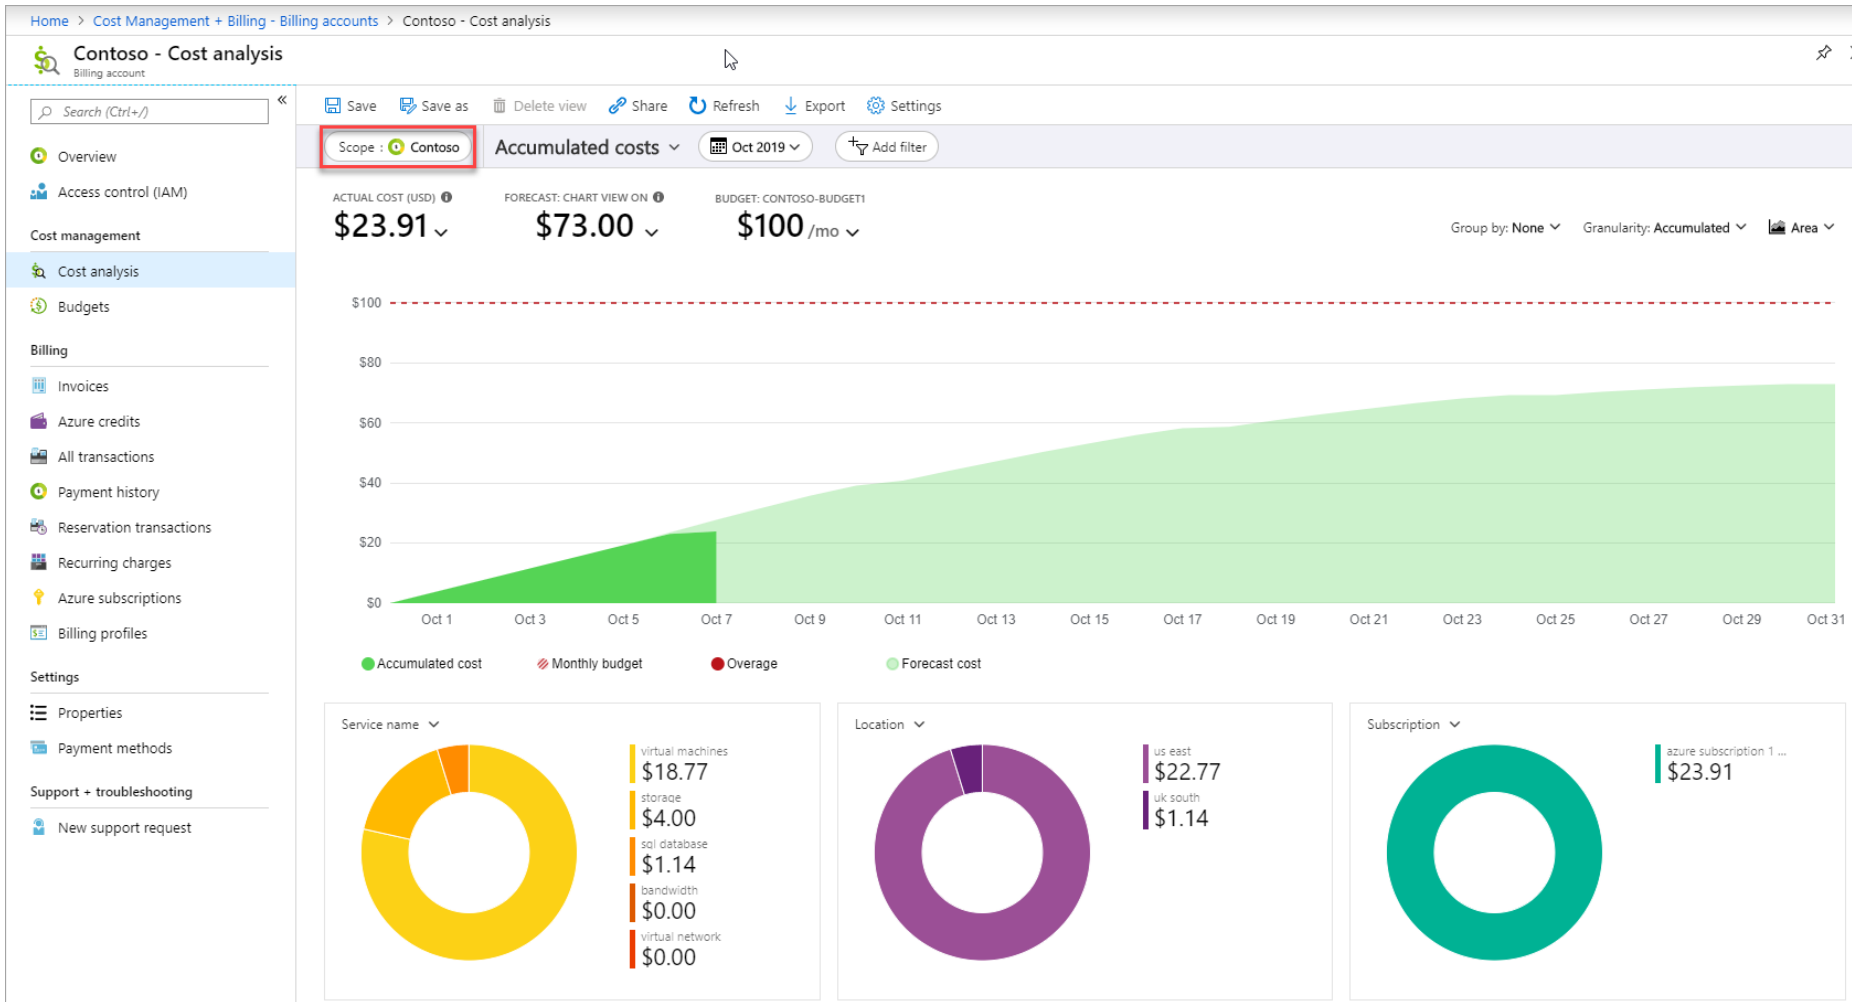 Home > Cost Management + Billing - Billing accounts > Contoso - Cost analysis
Contoso - Cost analysis
Billing account
Search (Ctrl+/)
«
Overview
Access control (IAM)
Cost management
Cost analysis
Budgets
Billing
Invoices
Azure credits
All transactions
Payment history
Reservation transactions
Recurring charges
Azure subscriptions
Billing profiles
Settings
Properties
Payment methods
Support + troubleshooting
New support request
Save Save as Delete view Share Refresh Export Settings
Scope : Contoso Accumulated costs Oct 2019 Add filter
ACTUAL COST (USD) FORECAST: CHART VIEW ON BUDGET: CONTOSO-BUDGET1
$23.91 $73.00 $100 /mo
Group by: None Granularity: Accumulated Area
$100
$80
$60
$40
$20
$0
Oct 1 Oct 3 Oct 5 Oct 7 Oct 9 Oct 11 Oct 13 Oct 15 Oct 17 Oct 19 Oct 21 Oct 23 Oct 25 Oct 27 Oct 29 Oct 31
Accumulated cost Monthly budget Overage Forecast cost
Service name
virtual machines
$18.77
storage
$4.00
sql database
$1.14
bandwidth
$0.00
virtual network
$0.00
Location
us east
$22.77
uk south
$1.14
Subscription
azure subscription 1 ...
$23.91